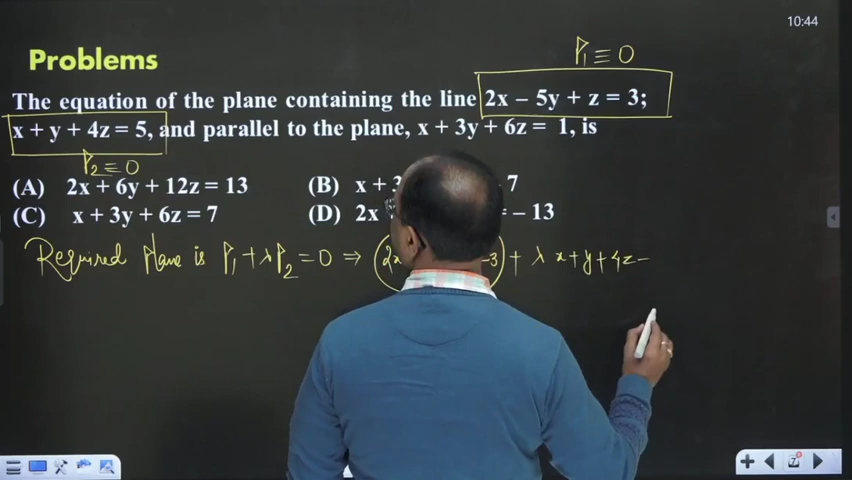 10:44
Problems
P₁ ≡ 0
The equation of the plane containing the line 2x – 5y + z = 3;
x + y + 4z = 5, and parallel to the plane, x + 3y + 6z = 1, is
P₂ ≡ 0
(A) 2x + 6y + 12z = 13 (B) x + 3 7
(C) x + 3y + 6z = 7 (D) 2x = – 13
Required plane is P₁ + λP₂ = 0 ⇒ (2x –3) + λ x + y + 4z –